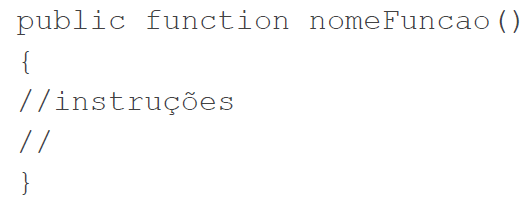 public function nomeFuncao()
{
//instruções
//
}